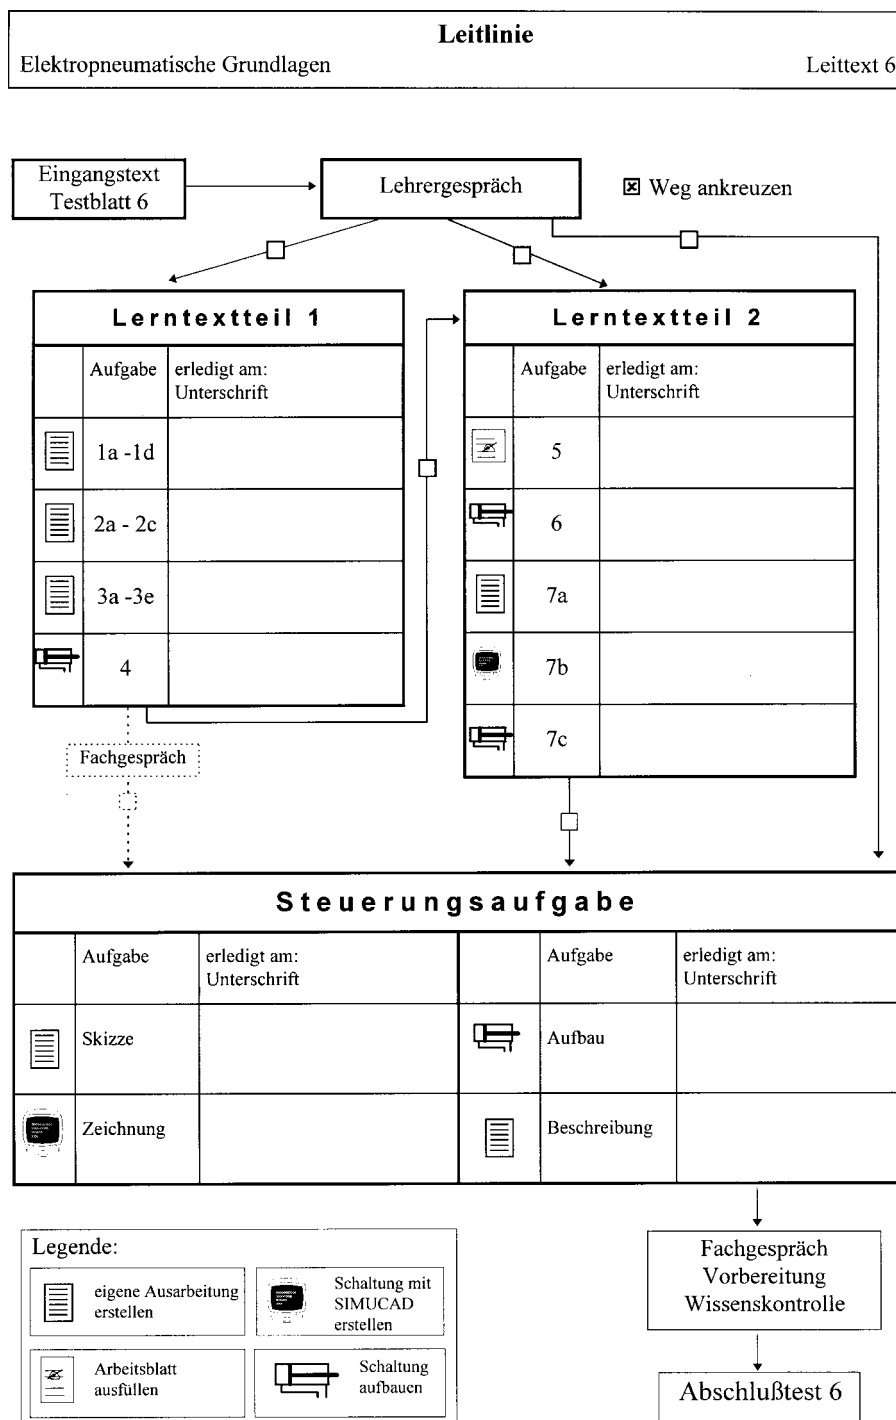 Leitlinie
Elektropneumatische Grundlagen Leittext 6
Eingangstext
Testblatt 6
Lehrergespräch
Weg ankreuzen
Lerntextteil 1
Aufgabe erledigt am:
Unterschrift
1a -1d
2a - 2c
3a -3e
4
Lerntextteil 2
Aufgabe erledigt am:
Unterschrift
5
6
7a
7b
7c
Fachgespräch
Steuerungsaufgabe
Aufgabe erledigt am:
Unterschrift
Aufgabe erledigt am:
Unterschrift
Skizze
Aufbau
Zeichnung
Beschreibung
Legende:
eigene Ausarbeitung
erstellen
Schaltung mit
SIMUCAD
erstellen
Arbeitsblatt
ausfüllen
Schaltung
aufbauen
Fachgespräch
Vorbereitung
Wissenskontrolle
Abschlußtest 6